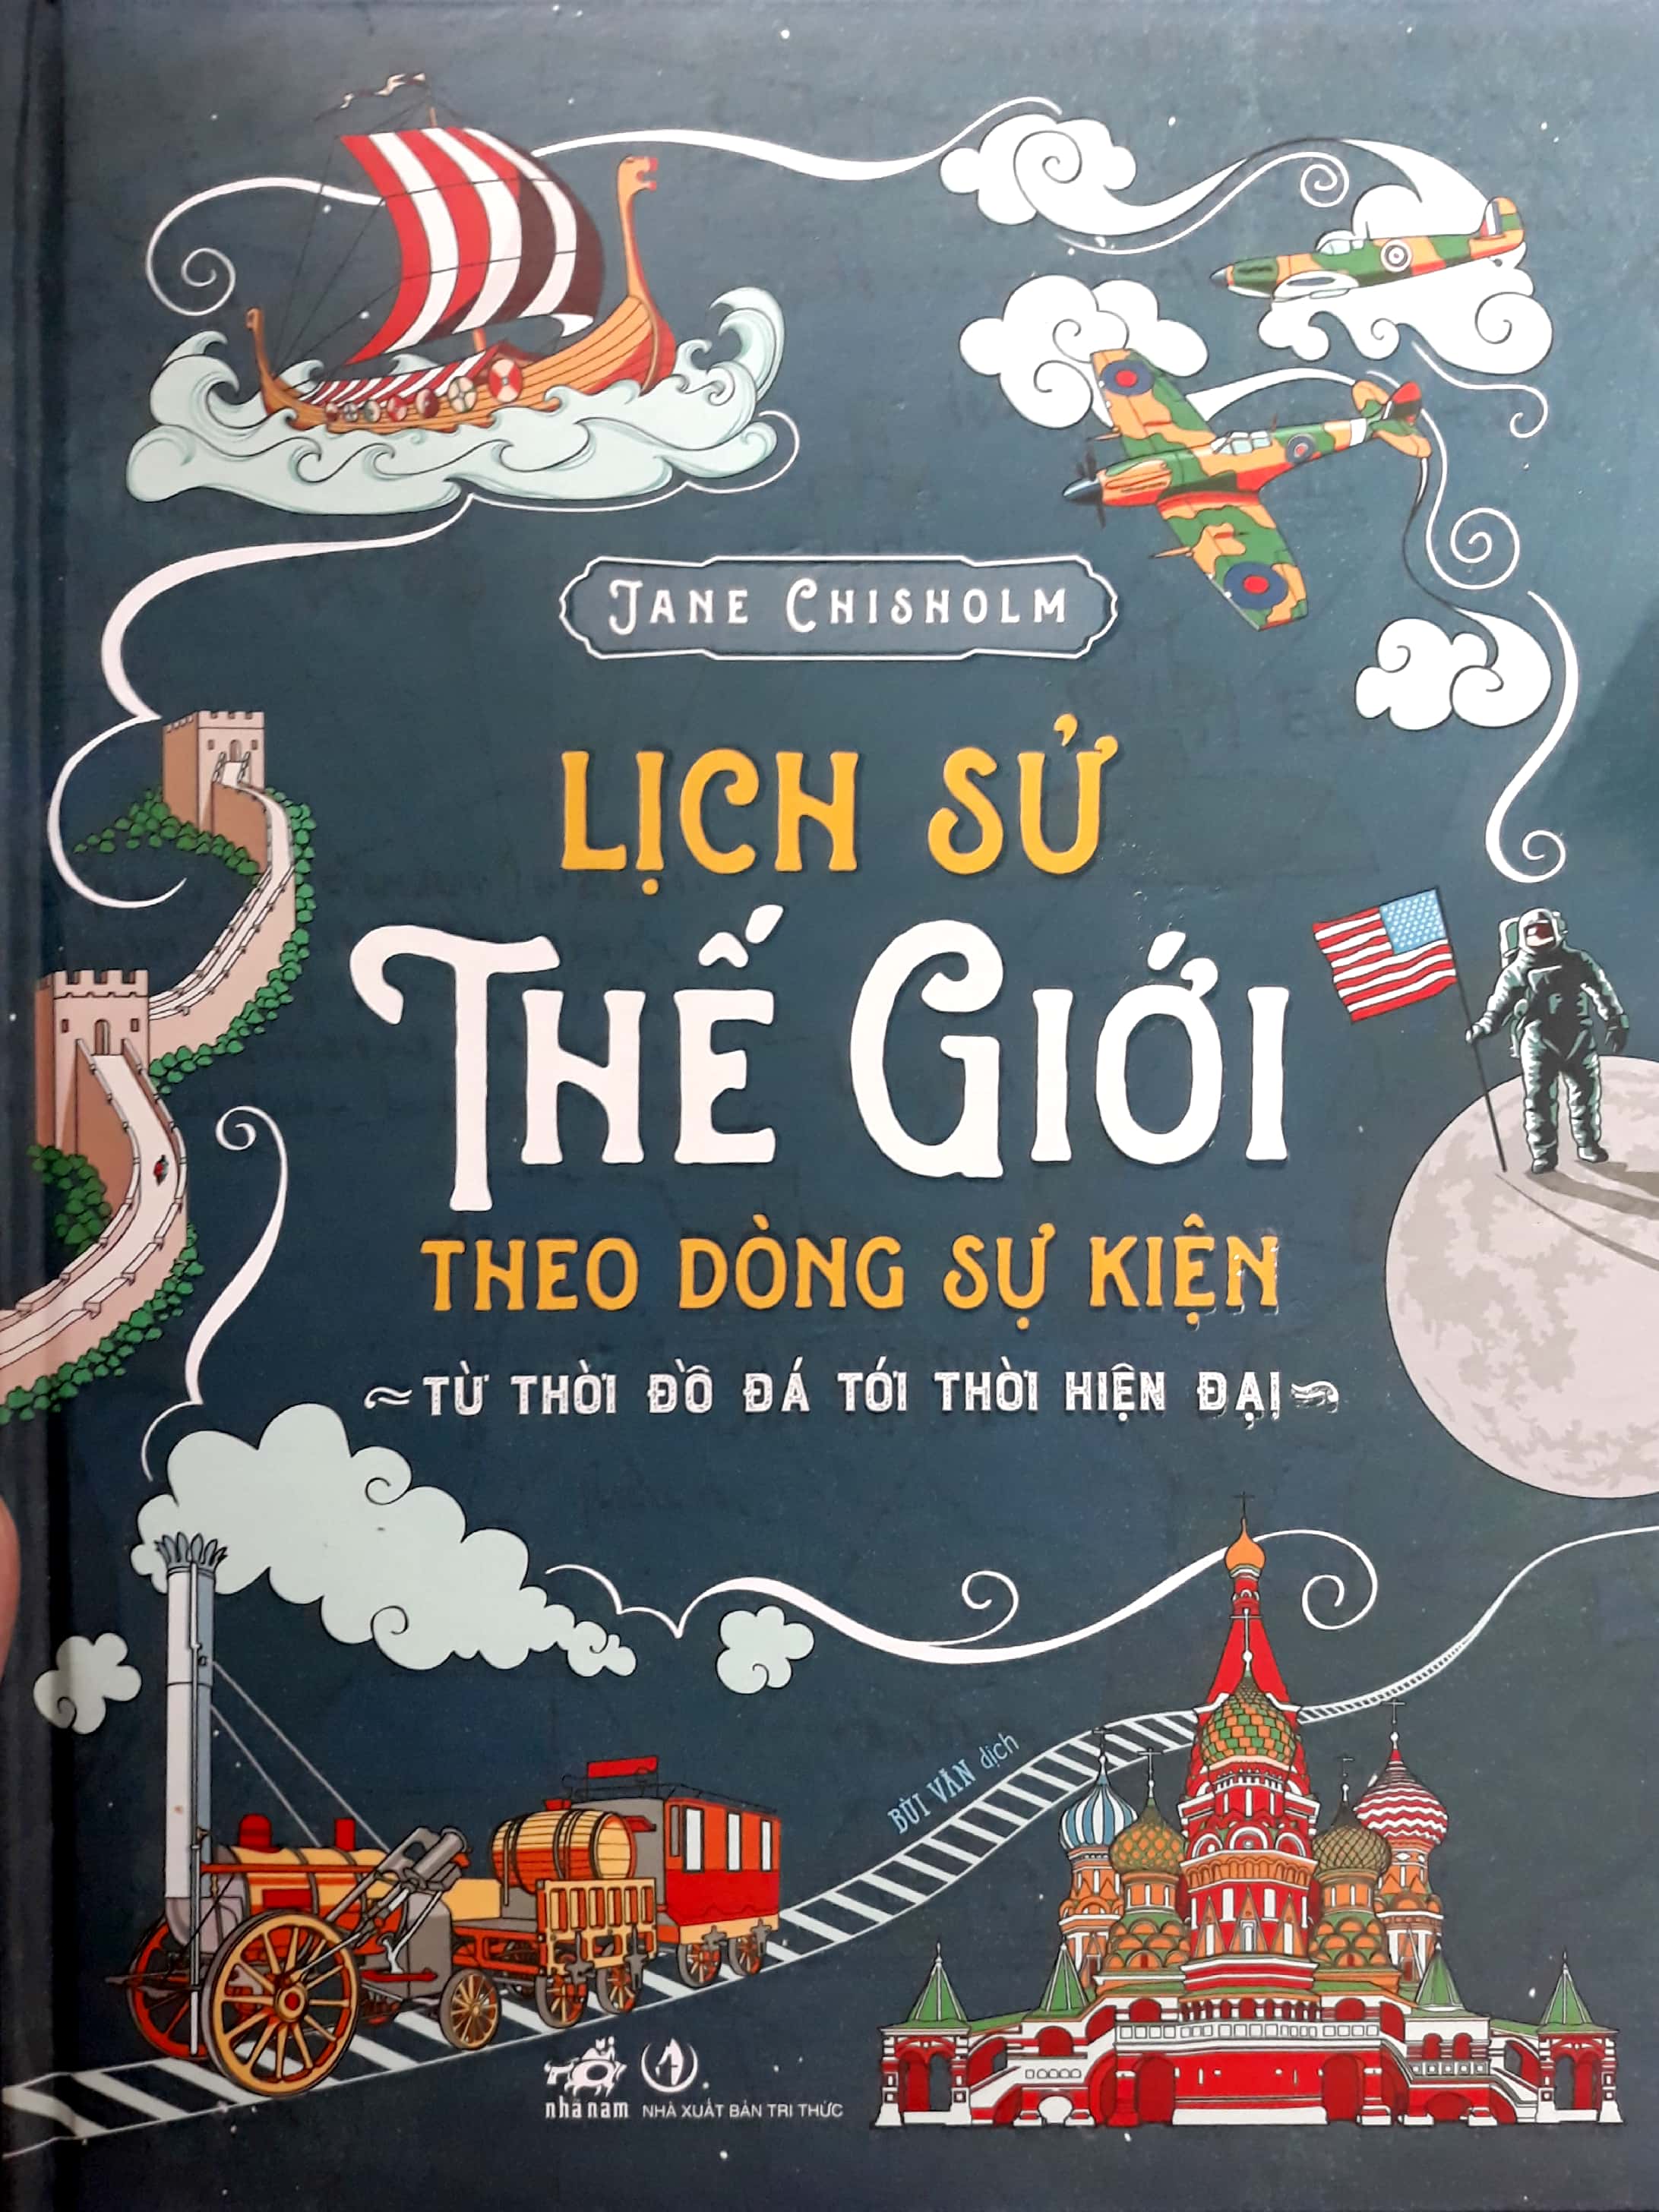 JANE CHISHOLM
LỊCH SỬ
THẾ GIỚI
THEO DÒNG SỰ KIỆN
TỪ THỜI ĐỒ ĐÁ TỚI THỜI HIỆN ĐẠI
BÙI VĂN dịch
nhã nam NHÀ XUẤT BẢN TRI THỨC